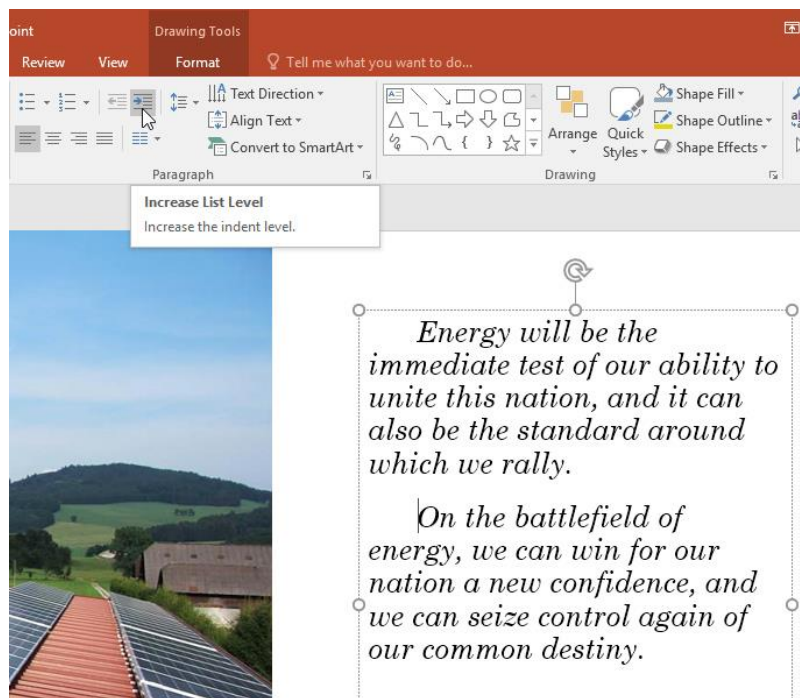 oint
Drawing Tools
Review View Format Tell me what you want to do...
Text Direction
Align Text
Convert to SmartArt
Paragraph
Arrange
Quick Styles
Shape Fill
Shape Outline
Shape Effects
Drawing
Increase List Level
Increase the indent level.
Energy will be the
immediate test of our ability to
unite this nation, and it can
also be the standard around
which we rally.
On the battlefield of
energy, we can win for our
nation a new confidence, and
we can seize control again of
our common destiny.